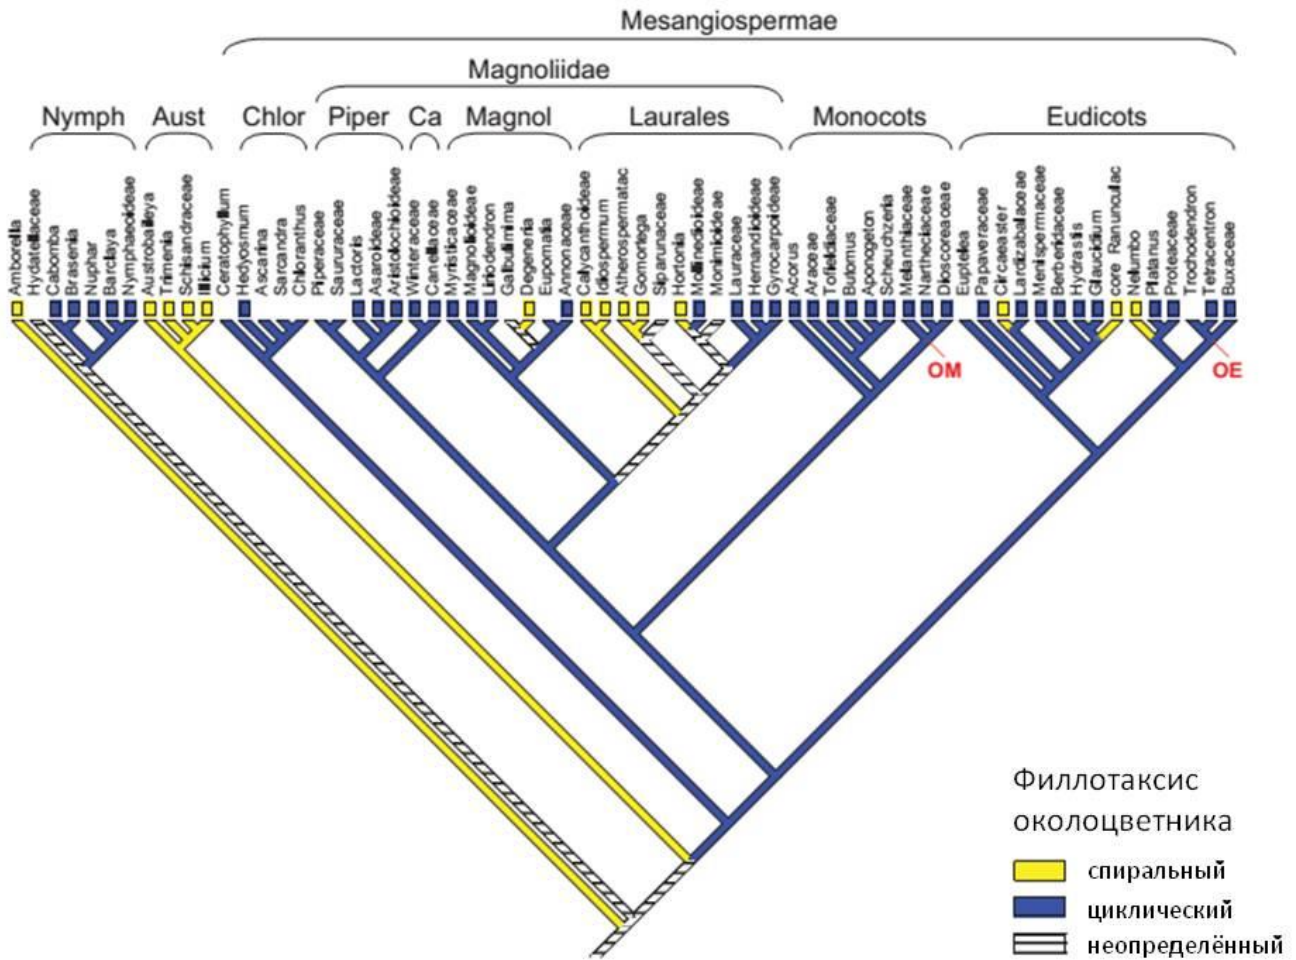 Mesangiospermae
Magnoliidae
Nymph Aust Chlor Piper Ca Magnol Laurales Monocots Eudicots
Amborella
Hydatellaceae
Cabomba
Brasenia
Nuphar
Barclaya
Nymphaeoideae
Austrobaileya
Trimenia
Schisandraceae
Illicium
Ceratophyllum
Hedyosmum
Ascarina
Sarcandra
Chloranthus
Piperaceae
Saururaceae
Lactoris
Asaroideae
Aristolochioideae
Winteraceae
Canellaceae
Myristicaceae
Magnolioideae
Liriodendron
Galbulimima
Degeneria
Eupomatia
Annonaceae
Calycanthoideae
Idiospermum
Atherospermatac
Gomortega
Siparunaceae
Hortonia
Mollinedioideae
Monimioideae
Lauraceae
Hernandioideae
Gyrocarpoideae
Acorus
Araceae
Tofieldiaceae
Butomus
Aponogeton
Scheuchzeria
Melanthiaceae
Nartheciaceae
Dioscoreaceae
Euptelea
Papaveraceae
Circaeaster
Lardizabalaceae
Menispermaceae
Berberidaceae
Hydrastis
Glaucidium
core Ranunculac
Nelumbo
Platanus
Proteaceae
Trochodendron
Tetracentron
Buxaceae
OM
OE
Филлотаксис
околоцветника
спиральный
циклический
неопределённый